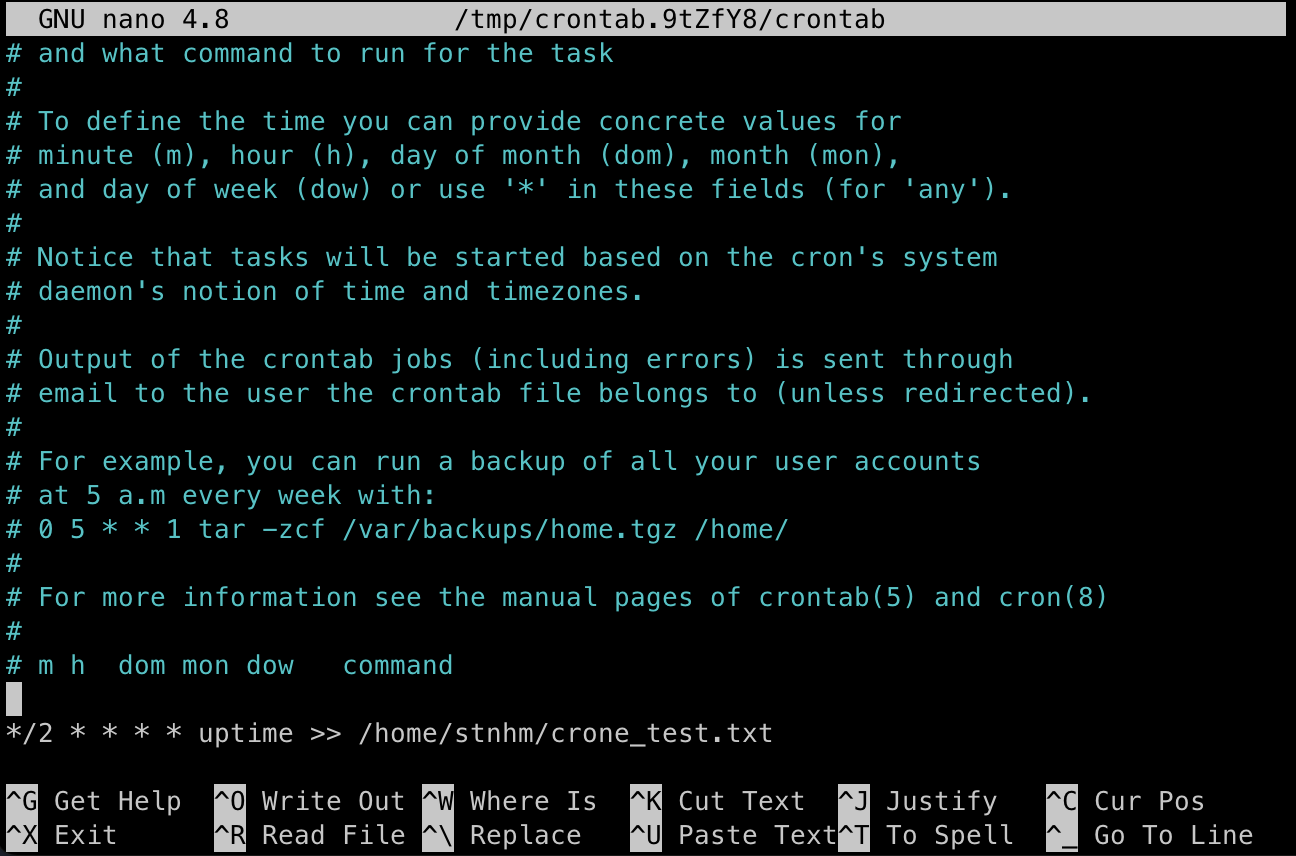 GNU nano 4.8 /tmp/crontab.9tZfY8/crontab
# and what command to run for the task
#
# To define the time you can provide concrete values for
# minute (m), hour (h), day of month (dom), month (mon),
# and day of week (dow) or use '*' in these fields (for 'any').
#
# Notice that tasks will be started based on the cron's system
# daemon's notion of time and timezones.
#
# Output of the crontab jobs (including errors) is sent through
# email to the user the crontab file belongs to (unless redirected).
#
# For example, you can run a backup of all your user accounts
# at 5 a.m every week with:
# 0 5 * * 1 tar -zcf /var/backups/home.tgz /home/
#
# For more information see the manual pages of crontab(5) and cron(8)
#
# m h  dom mon dow   command
*/2 * * * * uptime >> /home/stnhm/crone_test.txt
^G Get Help ^O Write Out ^W Where Is ^K Cut Text ^J Justify ^C Cur Pos
^X Exit ^R Read File ^\ Replace ^U Paste Text ^T To Spell ^_ Go To Line